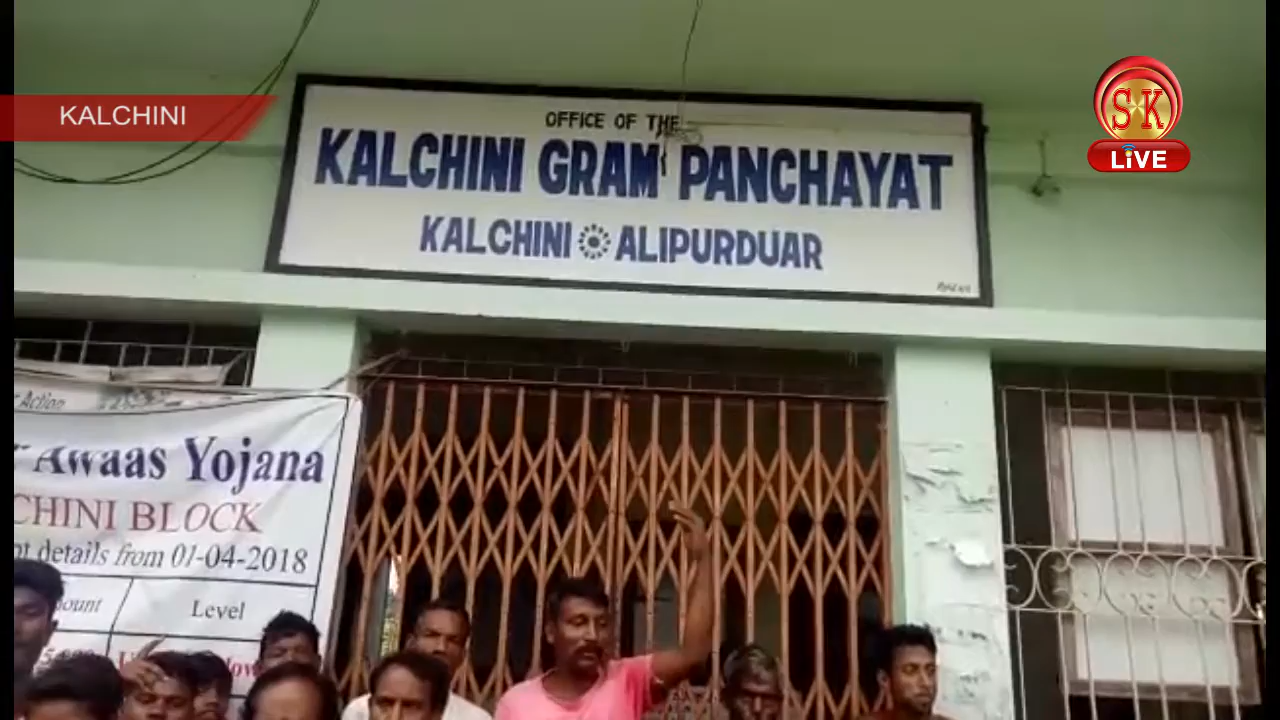 KALCHINI
SK
LiVE
OFFICE OF THE
KALCHINI GRAM PANCHAYAT
KALCHINI ALIPURDUAR
Action
Awaas Yojana
CHINI BLOCK
details from 01-04-2018
Level